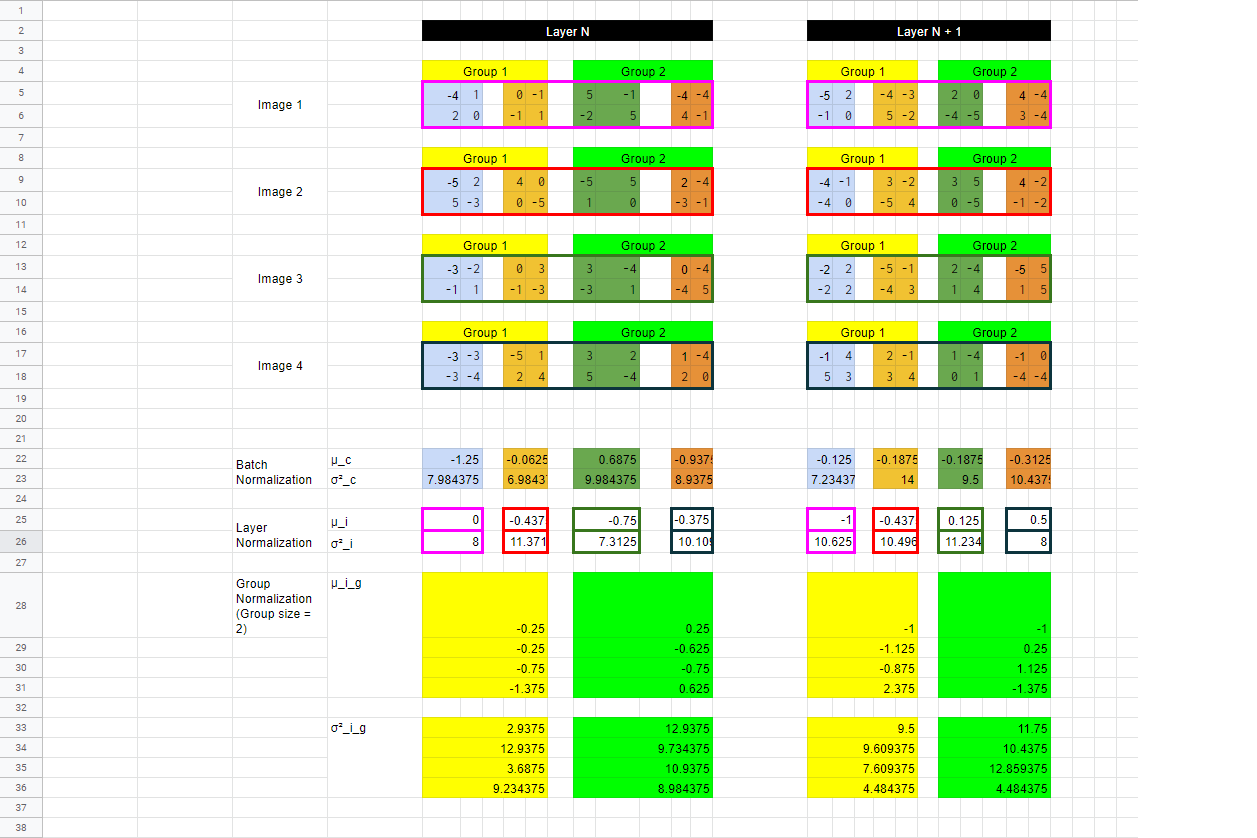 1
2 Layer N Layer N + 1
3
4 Group 1 Group 2 Group 1 Group 2
5 Image 1 -4 1 0 -1 5 -1 -4 -4 -5 2 -4 -3 2 0 4 -4
6 2 0 -1 1 -2 5 4 -1 -1 0 5 -2 -4 -5 3 -4
7
8 Group 1 Group 2 Group 1 Group 2
9 Image 2 -5 2 4 0 -5 5 2 -4 -4 -1 3 -2 3 5 4 -2
10 5 -3 0 -5 1 0 -3 -1 -4 0 -5 4 0 -5 -1 -2
11
12 Group 1 Group 2 Group 1 Group 2
13 Image 3 -3 -2 0 3 3 -4 0 -4 -2 2 -5 -1 2 -4 -5 5
14 -1 1 -1 -3 -3 1 -4 5 -2 2 -4 3 1 4 1 5
15
16 Group 1 Group 2 Group 1 Group 2
17 Image 4 -3 -3 -5 1 3 2 1 -4 -1 4 2 -1 1 -4 -1 0
18 -3 -4 2 4 5 -4 2 0 5 3 3 4 0 1 -4 -4
19
20
21
22 Batch μ_c -1.25 -0.0625 0.6875 -0.937 -0.125 -0.1875 -0.1875 -0.3125
23 Normalization σ²_c 7.984375 6.9843 9.984375 8.9375 7.23437 14 9.5 10.437
24
25 Layer μ_i 0 -0.437 -0.75 -0.375 -1 -0.437 0.125 0.5
26 Normalization σ²_i 8 11.371 7.3125 10.10 10.625 10.496 11.234 8
27
28 Group μ_i_g
Normalization
(Group size =
2) -0.25 0.25 -1 -1
29 -0.25 -0.625 -1.125 0.25
30 -0.75 -0.75 -0.875 1.125
31 -1.375 0.625 2.375 -1.375
32
33 σ²_i_g 2.9375 12.9375 9.5 11.75
34 12.9375 9.734375 9.609375 10.4375
35 3.6875 10.9375 7.609375 12.859375
36 9.234375 8.984375 4.484375 4.484375
37
38